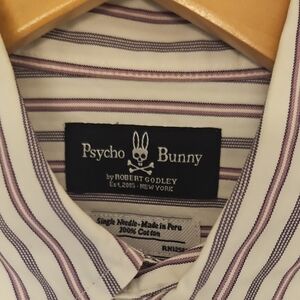 Psycho Bunny
by ROBERT GODLEY
Est. 2005 - NEW YORK
Single Needle - Made in Peru
100% Cotton